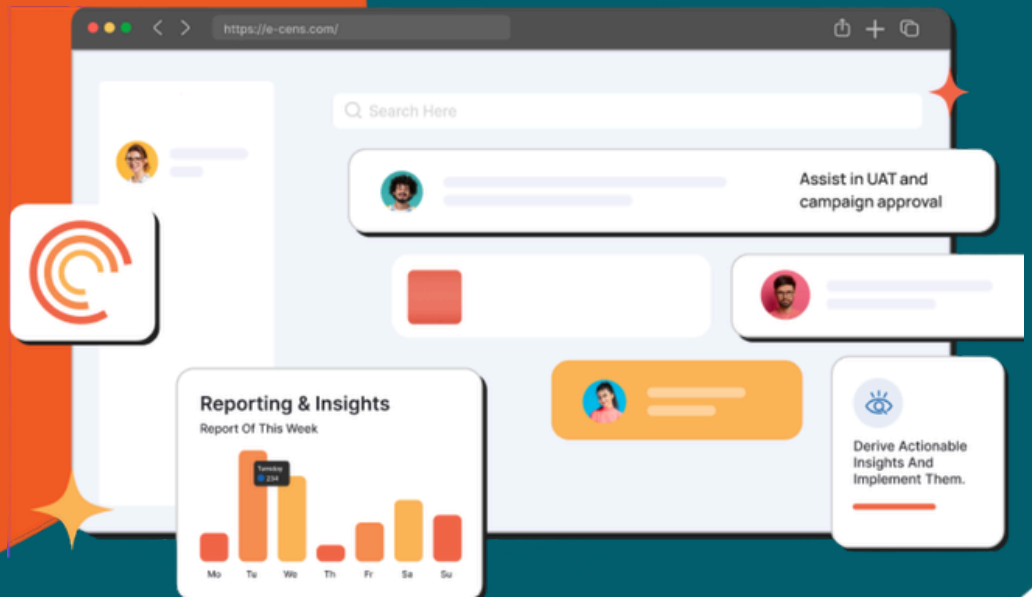 https://e-cens.com/
Search Here
Assist in UAT and
campaign approval
Reporting & Insights
Report Of This Week
Tuesday
234
Mo Tu We Th Fr Sa Su
Derive Actionable
Insights And
Implement Them.